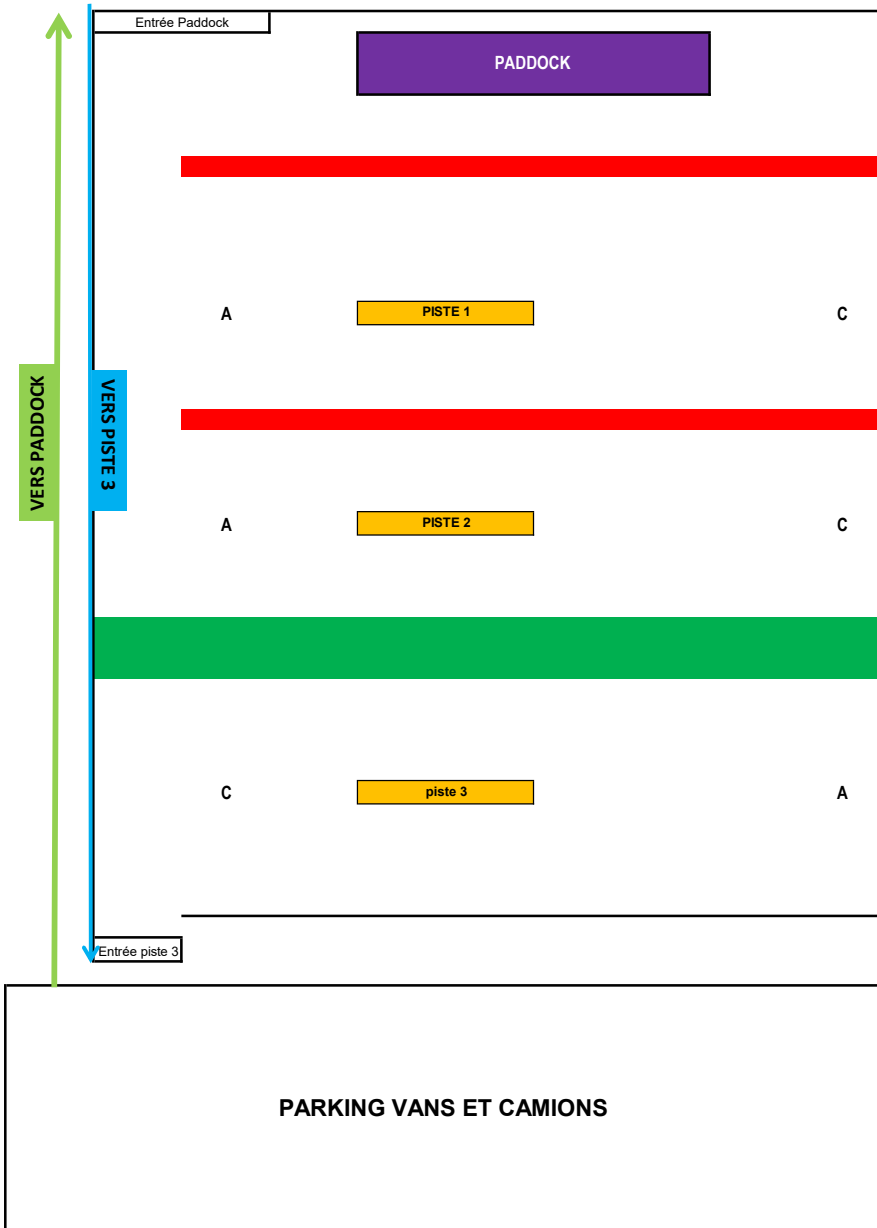 Entrée Paddock
PADDOCK
A PISTE 1 C
VERS PADDOCK
VERS PISTE 3
A PISTE 2 C
C piste 3 A
Entrée piste 3
PARKING VANS ET CAMIONS